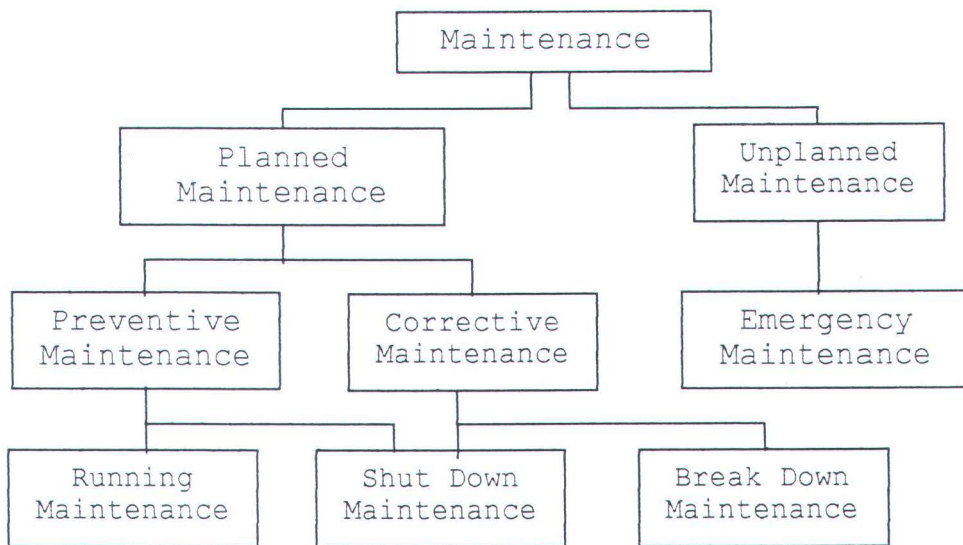 Maintenance
Planned
Maintenance
Unplanned
Maintenance
Preventive
Maintenance
Corrective
Maintenance
Emergency
Maintenance
Running
Maintenance
Shut Down
Maintenance
Break Down
Maintenance